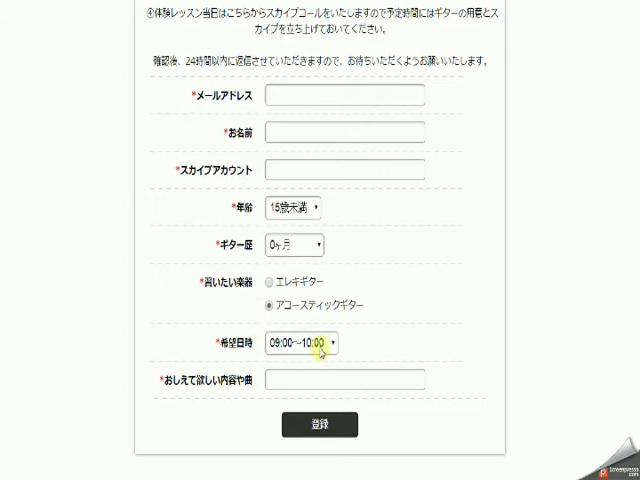 ④体験レッスン当日はこちらからスカイプコールをいたしますので予定時間にはギターの用意とス
カイプを立ち上げておいてください。
確認後、24時間以内に返信させていただきますので、お待ちいただくようお願いいたします。
*メールアドレス
*お名前
*スカイプアカウント
*年齢 15歳未満
*ギター歴 0ヶ月
*習いたい楽器 エレキギター
アコースティックギター
*希望日時 09:00~10:00
*おしえて欲しい内容や曲
登録
Screenpresso
.com